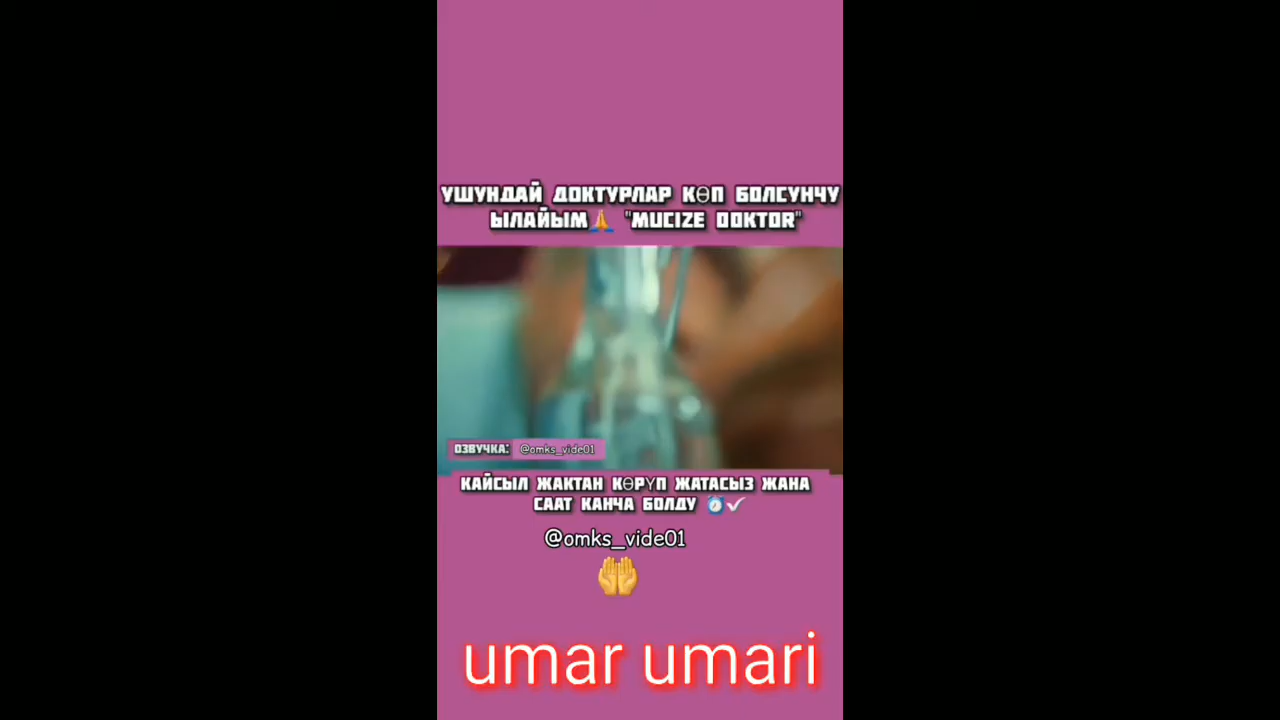 УШУНДАЙ ДОКТУРЛАР КӨП БОЛСУНЧУ
ЫЛАЙЫМ🙏 "MUCIZE DOKTOR"
ОЗВУЧКА: @omks_vide01
КАЙСЫЛ ЖАКТАН КӨРҮП ЖАТАСЫЗ ЖАНА
СААТ КАНЧА БОЛДУ ⏰✔
@omks_vide01
🤲
umar umari